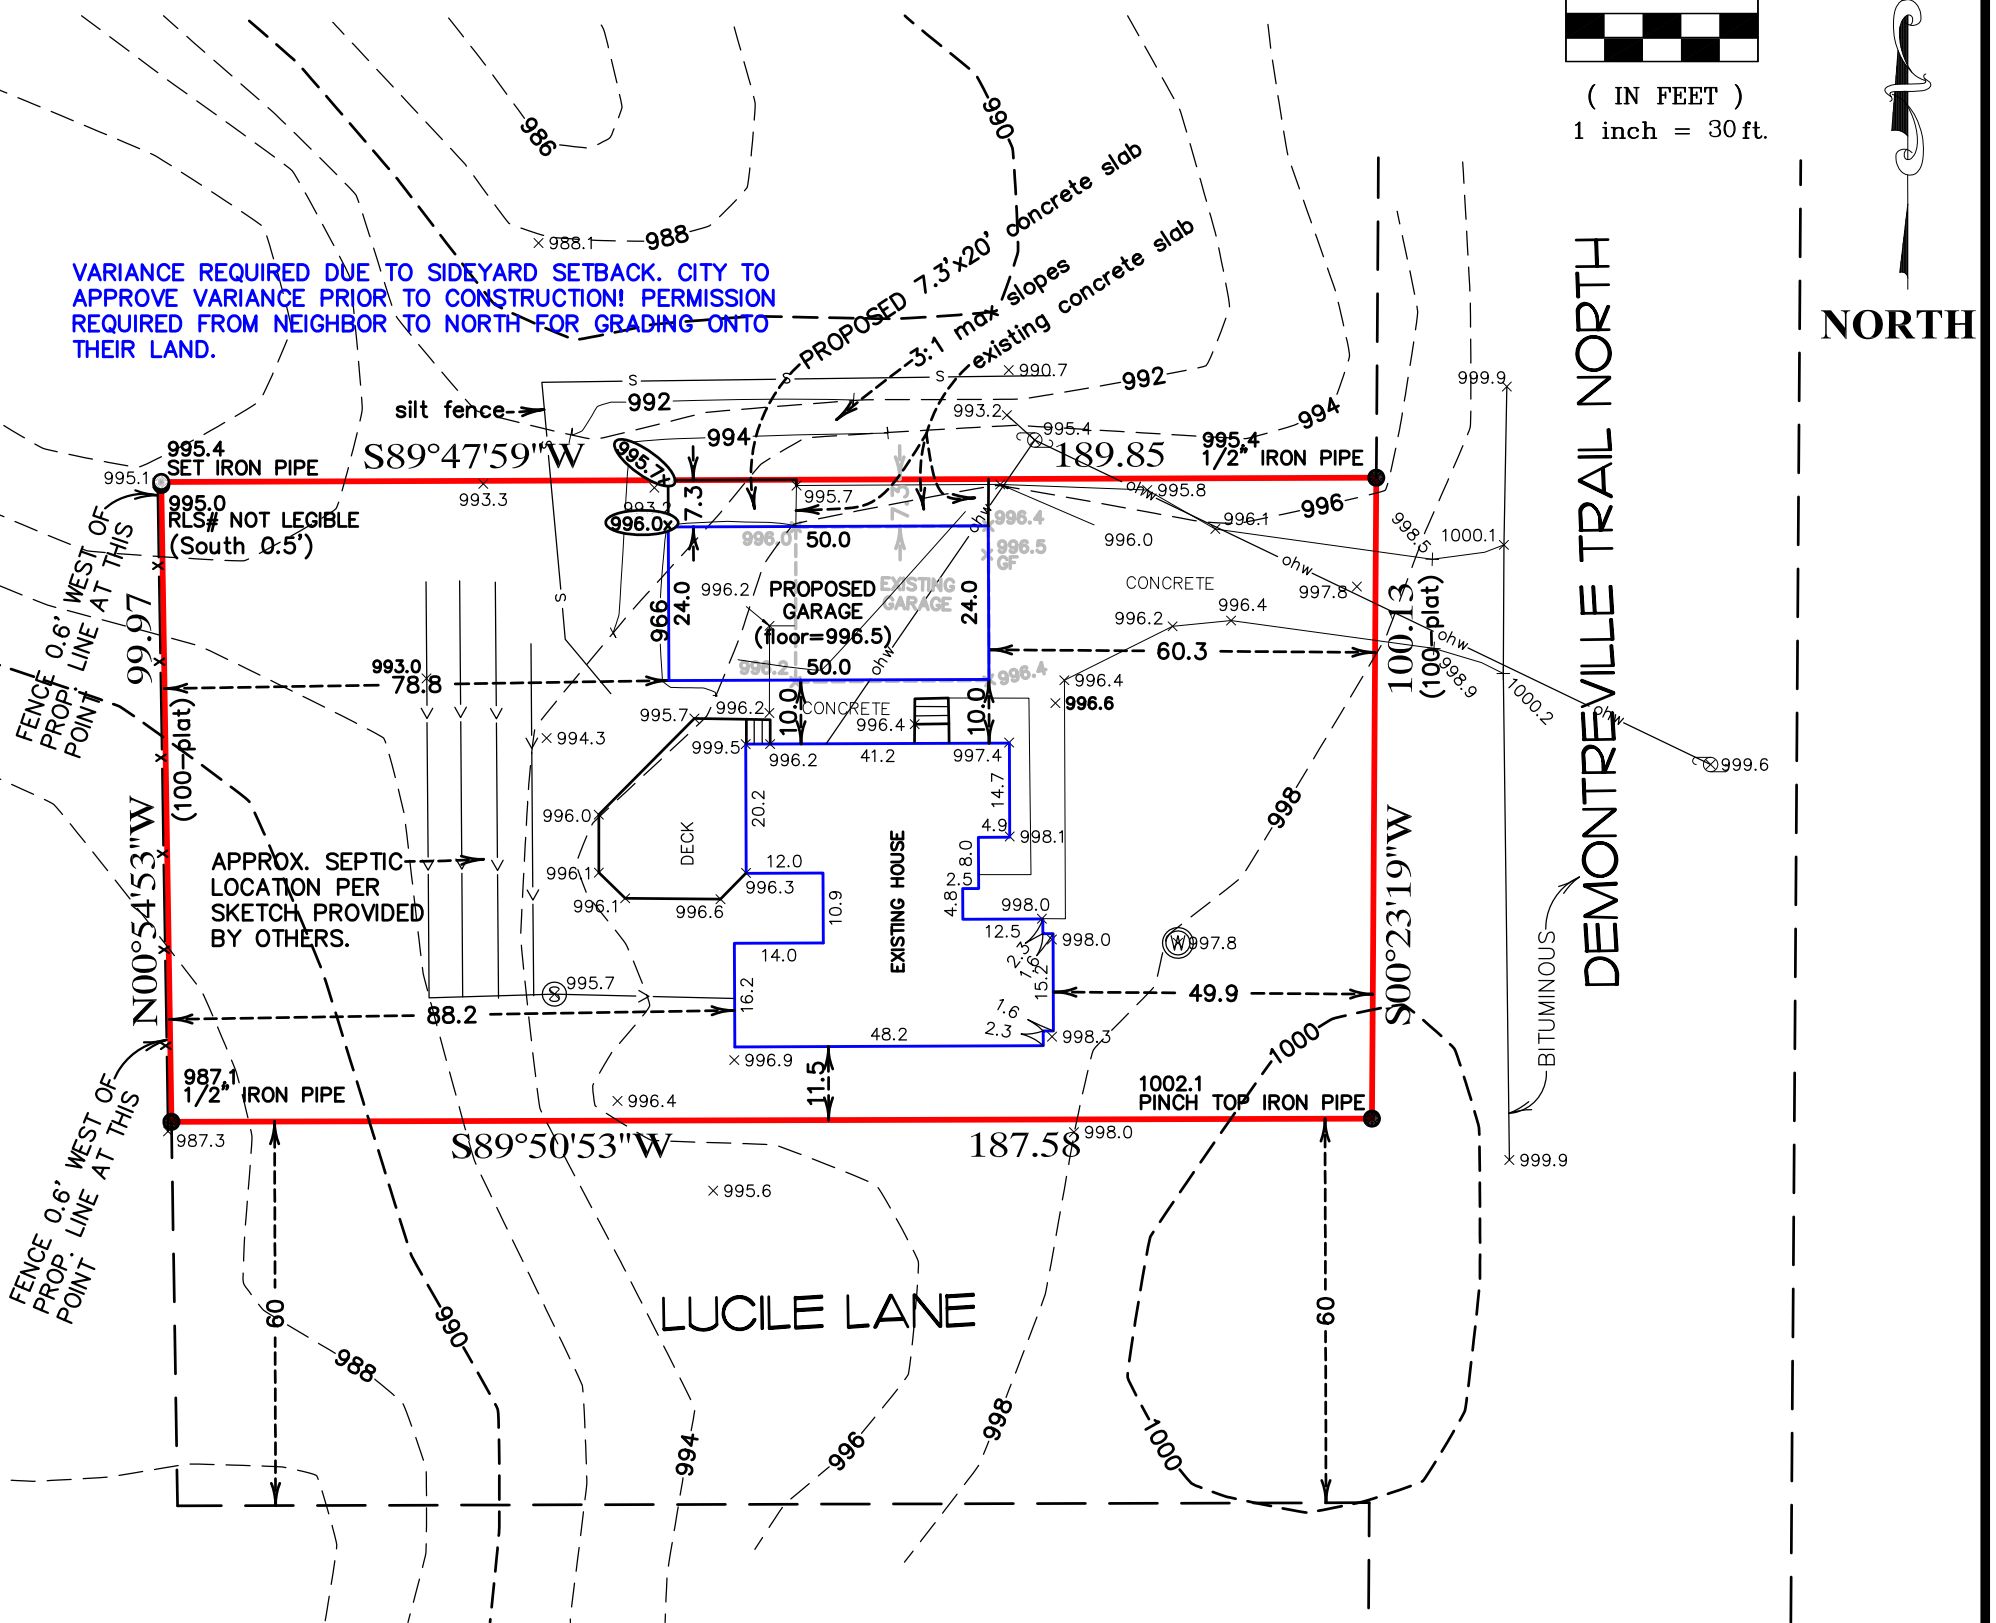 ( IN FEET )
1 inch = 30 ft.
NORTH
986
990
988.1
988
VARIANCE REQUIRED DUE TO SIDEYARD SETBACK. CITY TO
APPROVE VARIANCE PRIOR TO CONSTRUCTION! PERMISSION
REQUIRED FROM NEIGHBOR TO NORTH FOR GRADING ONTO
THEIR LAND.
PROPOSED 7.3'x20' concrete slab
3:1 max slopes
existing concrete slab
DEMONTREVILLE TRAIL NORTH
S
S
S
990.7
992
999.9
silt fence
992
993.2
994
995.4
994
995.4
SET IRON PIPE
S89°47'59"W
189.85
995.4
1/2" IRON PIPE
995.1
995.0
RLS# NOT LEGIBLE
(South 0.5')
993.3
995.7
993.2
7.3
995.7
7.3
995.8
ohw
996
996.0x
996.0
50.0
ohw
996.4
996.1
996.0
998.5
1000.1
996.5
GF
FENCE 0.6' WEST OF
PROP. LINE AT THIS
POINT
99.97
(100-plat)
S
S
966
24.0
996.2
PROPOSED
GARAGE
(floor=996.5)
EXISTING
GARAGE
24.0
CONCRETE
ohw
997.8
996.2
996.4
100.13
(100-plat)
ohw
60.3
993.0
78.8
996.2
50.0
ohw
996.4
996.4
996.6
998.9
1000.2
ohw
995.7
996.2
10.0
CONCRETE
996.4
10.0
994.3
999.5
996.2
41.2
997.4
999.6
996.0
DECK
20.2
EXISTING HOUSE
14.7
4.9
998.1
998
APPROX. SEPTIC
LOCATION PER
SKETCH PROVIDED
BY OTHERS.
996.1
12.0
996.3
8.0
2.5
996.1
996.6
10.9
4.8
998.0
N00°54'53"W
S00°23'19"W
14.0
12.5
998.0
2.3
1.6
W
997.8
BITUMINOUS
S
995.7
16.2
15.2
49.9
88.2
1.6
2.3
48.2
998.3
1000
996.9
11.5
FENCE 0.6' WEST OF
PROP. LINE AT THIS
POINT
987.1
1/2" IRON PIPE
996.4
1002.1
PINCH TOP IRON PIPE
987.3
S89°50'53"W
187.58
998.0
999.9
995.6
60
LUCILE LANE
60
990
988
994
996
998
1000